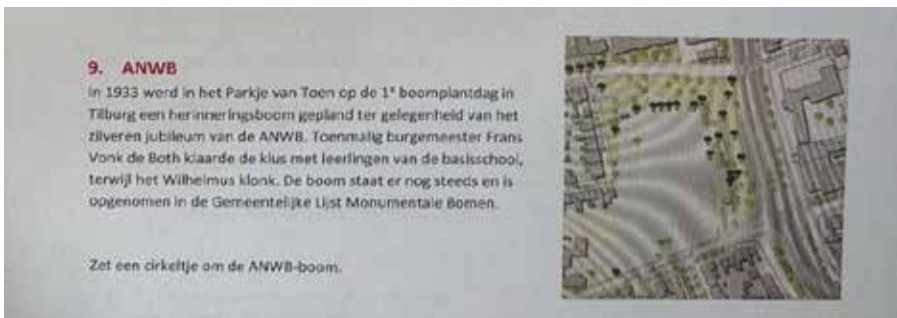 9. ANWB
In 1933 werd in het Parkje van Toen op de 1e boomplantdag in
Tilburg een herinneringsboom gepland ter gelegenheid van het
zilveren jubileum van de ANWB. Toenmalig burgemeester Frans
Vonk de Both klaarde de klus met leerlingen van de basisschool,
terwijl het Wilhelmus klonk. De boom staat er nog steeds en is
opgenomen in de Gemeentelijke Lijst Monumentale Bomen.
Zet een cirkeltje om de ANWB-boom.